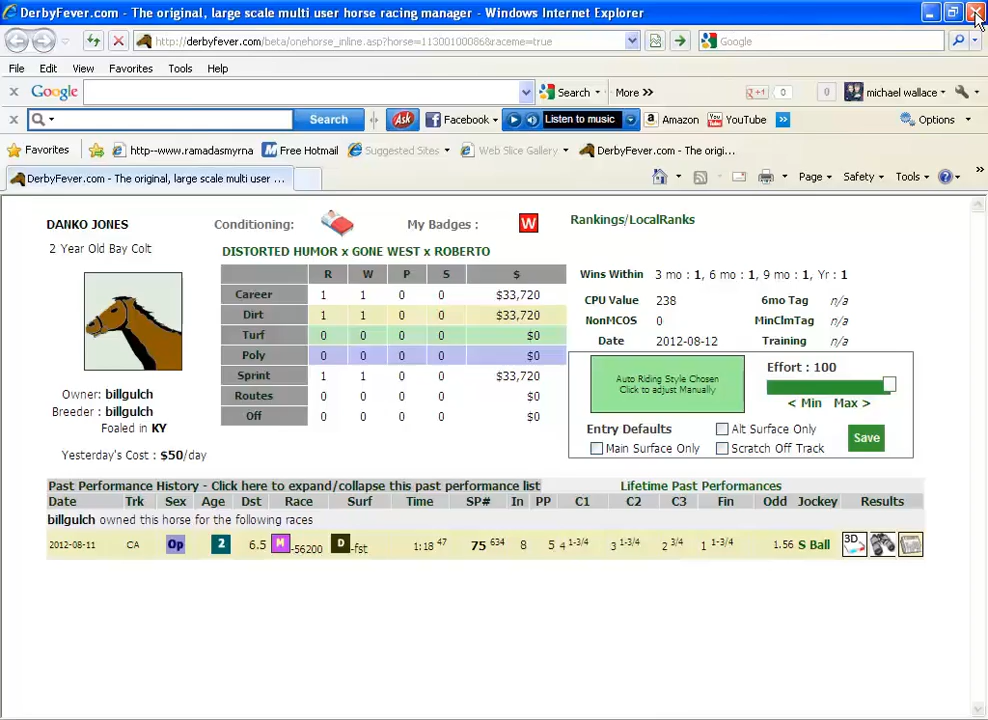 DerbyFever.com - The original, large scale multi user horse racing manager - Windows Internet Explorer
http://derbyfever.com/beta/onehorse_inline.asp?horse=1130010086&raceme=true
Google
File Edit View Favorites Tools Help
Google Search More >> +1 0 0 michael wallace
Search Ask Facebook Listen to music Amazon YouTube >> Options
Favorites http--www.ramadasmyrna Free Hotmail Suggested Sites Web Slice Gallery DerbyFever.com - The origi...
DerbyFever.com - The original, large scale multi user ... Page Safety Tools >>
DANKO JONES Conditioning: My Badges : W Rankings/LocalRanks
2 Year Old Bay Colt
DISTORTED HUMOR x GONE WEST x ROBERTO
R W P S $
Career 1 1 0 0 $33,720
Dirt 1 1 0 0 $33,720
Turf 0 0 0 0 $0
Poly 0 0 0 0 $0
Sprint 1 1 0 0 $33,720
Routes 0 0 0 0 $0
Off 0 0 0 0 $0
Wins Within 3 mo : 1, 6 mo : 1, 9 mo : 1, Yr : 1
CPU Value 238 6mo Tag n/a
NonMCOS 0 MinClmTag n/a
Date 2012-08-12 Training n/a
Auto Riding Style Chosen
Click to adjust Manually
Effort : 100
< Min Max >
Entry Defaults Alt Surface Only
Main Surface Only Scratch Off Track
Save
Owner: billgulch
Breeder : billgulch
Foaled in KY
Yesterday's Cost : $50/day
Past Performance History - Click here to expand/collapse this past performance list Lifetime Past Performances
Date Trk Sex Age Dst Race Surf Time SP# In PP C1 C2 C3 Fin Odd Jockey Results
billgulch owned this horse for the following races
2012-08-11 CA Op 2 6.5 M -56200 D -fst 1:18 47 75 634 8 5 4 1-3/4 3 1-3/4 2 3/4 1 1-3/4 1.56 S Ball 3D